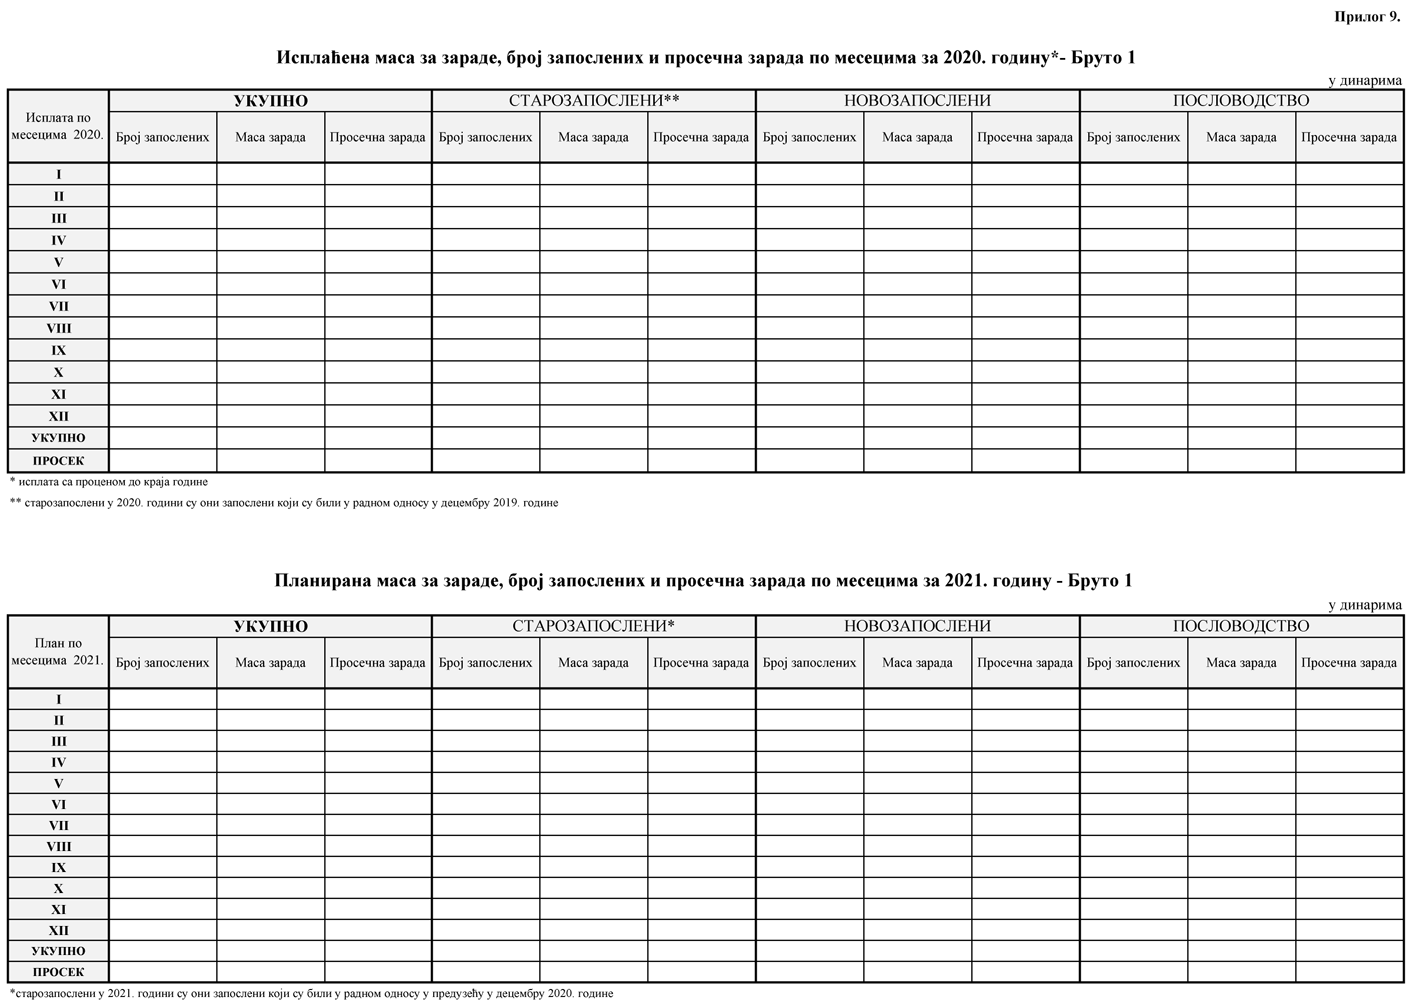 Прилог 9.
Исплаћена маса за зараде, број запослених и просечна зарада по месецима за 2020. годину*- Бруто 1
у динарима
Исплата по месецима 2020. УКУПНО СТАРОЗАПОСЛЕНИ** НОВОЗАПОСЛЕНИ ПОСЛОВОДСТВО
Број запослених Маса зарада Просечна зарада Број запослених Маса зарада Просечна зарада Број запослених Маса зарада Просечна зарада Број запослених Маса зарада Просечна зарада
I
II
III
IV
V
VI
VII
VIII
IX
X
XI
XII
УКУПНО
ПРОСЕК
* исплата са проценом до краја године
** старозапослени у 2020. години су они запослени који су били у радном односу у децембру 2019. године
Планирана маса за зараде, број запослених и просечна зарада по месецима за 2021. годину - Бруто 1
у динарима
План по месецима 2021. УКУПНО СТАРОЗАПОСЛЕНИ* НОВОЗАПОСЛЕНИ ПОСЛОВОДСТВО
Број запослених Маса зарада Просечна зарада Број запослених Маса зарада Просечна зарада Број запослених Маса зарада Просечна зарада Број запослених Маса зарада Просечна зарада
I
II
III
IV
V
VI
VII
VIII
IX
X
XI
XII
УКУПНО
ПРОСЕК
*старозапослени у 2021. години су они запослени који су били у радном односу у предузећу у децембру 2020. године